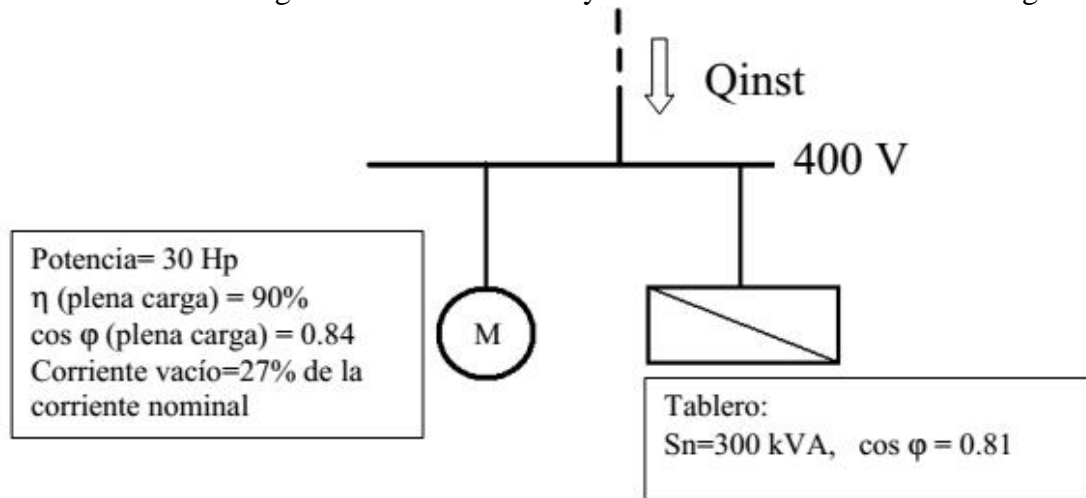 Qinst
400 V
Potencia= 30 Hp
η (plena carga) = 90%
cos φ (plena carga) = 0.84
Corriente vacío=27% de la
corriente nominal
M
Tablero:
Sn=300 kVA, cos φ = 0.81